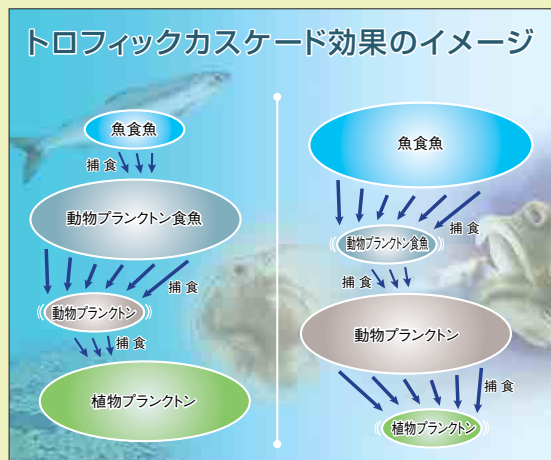 トロフィックカスケード効果のイメージ
魚食魚
捕食
動物プランクトン食魚
捕食
動物プランクトン
捕食
植物プランクトン
魚食魚
捕食
動物プランクトン食魚
捕食
動物プランクトン
捕食
植物プランクトン